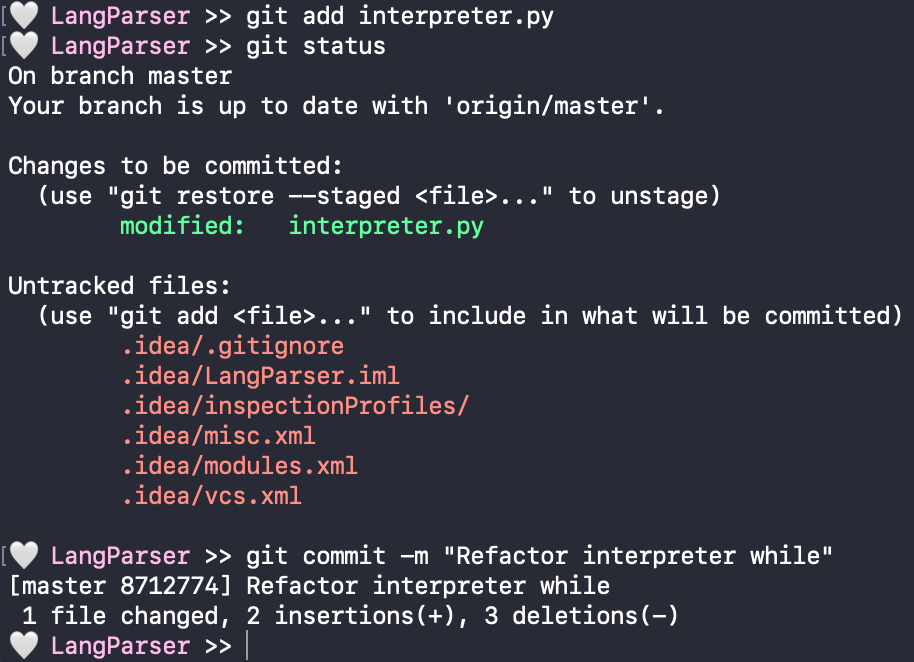 [🤍 LangParser >> git add interpreter.py
[🤍 LangParser >> git status
On branch master
Your branch is up to date with 'origin/master'.

Changes to be committed:
  (use "git restore --staged <file>..." to unstage)
        modified:   interpreter.py

Untracked files:
  (use "git add <file>..." to include in what will be committed)
        .idea/.gitignore
        .idea/LangParser.iml
        .idea/inspectionProfiles/
        .idea/misc.xml
        .idea/modules.xml
        .idea/vcs.xml

[🤍 LangParser >> git commit -m "Refactor interpreter while"
[master 8712774] Refactor interpreter while
 1 file changed, 2 insertions(+), 3 deletions(-)
🤍 LangParser >>